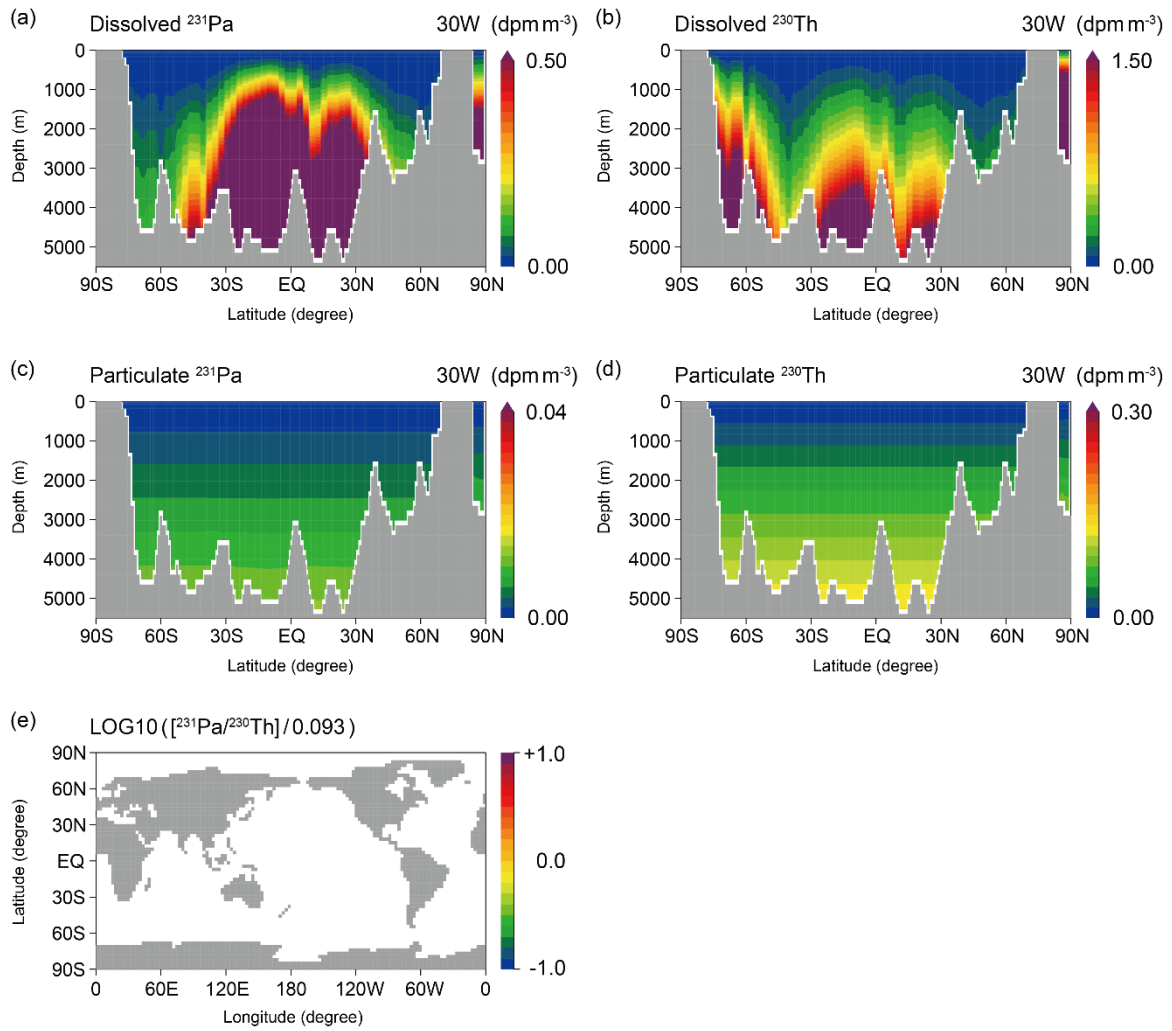 (a) Dissolved ²³¹Pa 30W (dpm m⁻³)
0
1000
2000
3000
4000
5000
Depth (m)
90S 60S 30S EQ 30N 60N 90N
Latitude (degree)
0.50
0.00
(b) Dissolved ²³⁰Th 30W (dpm m⁻³)
0
1000
2000
3000
4000
5000
Depth (m)
90S 60S 30S EQ 30N 60N 90N
Latitude (degree)
1.50
0.00
(c) Particulate ²³¹Pa 30W (dpm m⁻³)
0
1000
2000
3000
4000
5000
Depth (m)
90S 60S 30S EQ 30N 60N 90N
Latitude (degree)
0.04
0.00
(d) Particulate ²³⁰Th 30W (dpm m⁻³)
0
1000
2000
3000
4000
5000
Depth (m)
90S 60S 30S EQ 30N 60N 90N
Latitude (degree)
0.30
0.00
(e) LOG10 ( [²³¹Pa/²³⁰Th] / 0.093 )
90N
60N
30N
EQ
30S
60S
90S
Latitude (degree)
0 60E 120E 180 120W 60W 0
Longitude (degree)
+1.0
0.0
-1.0